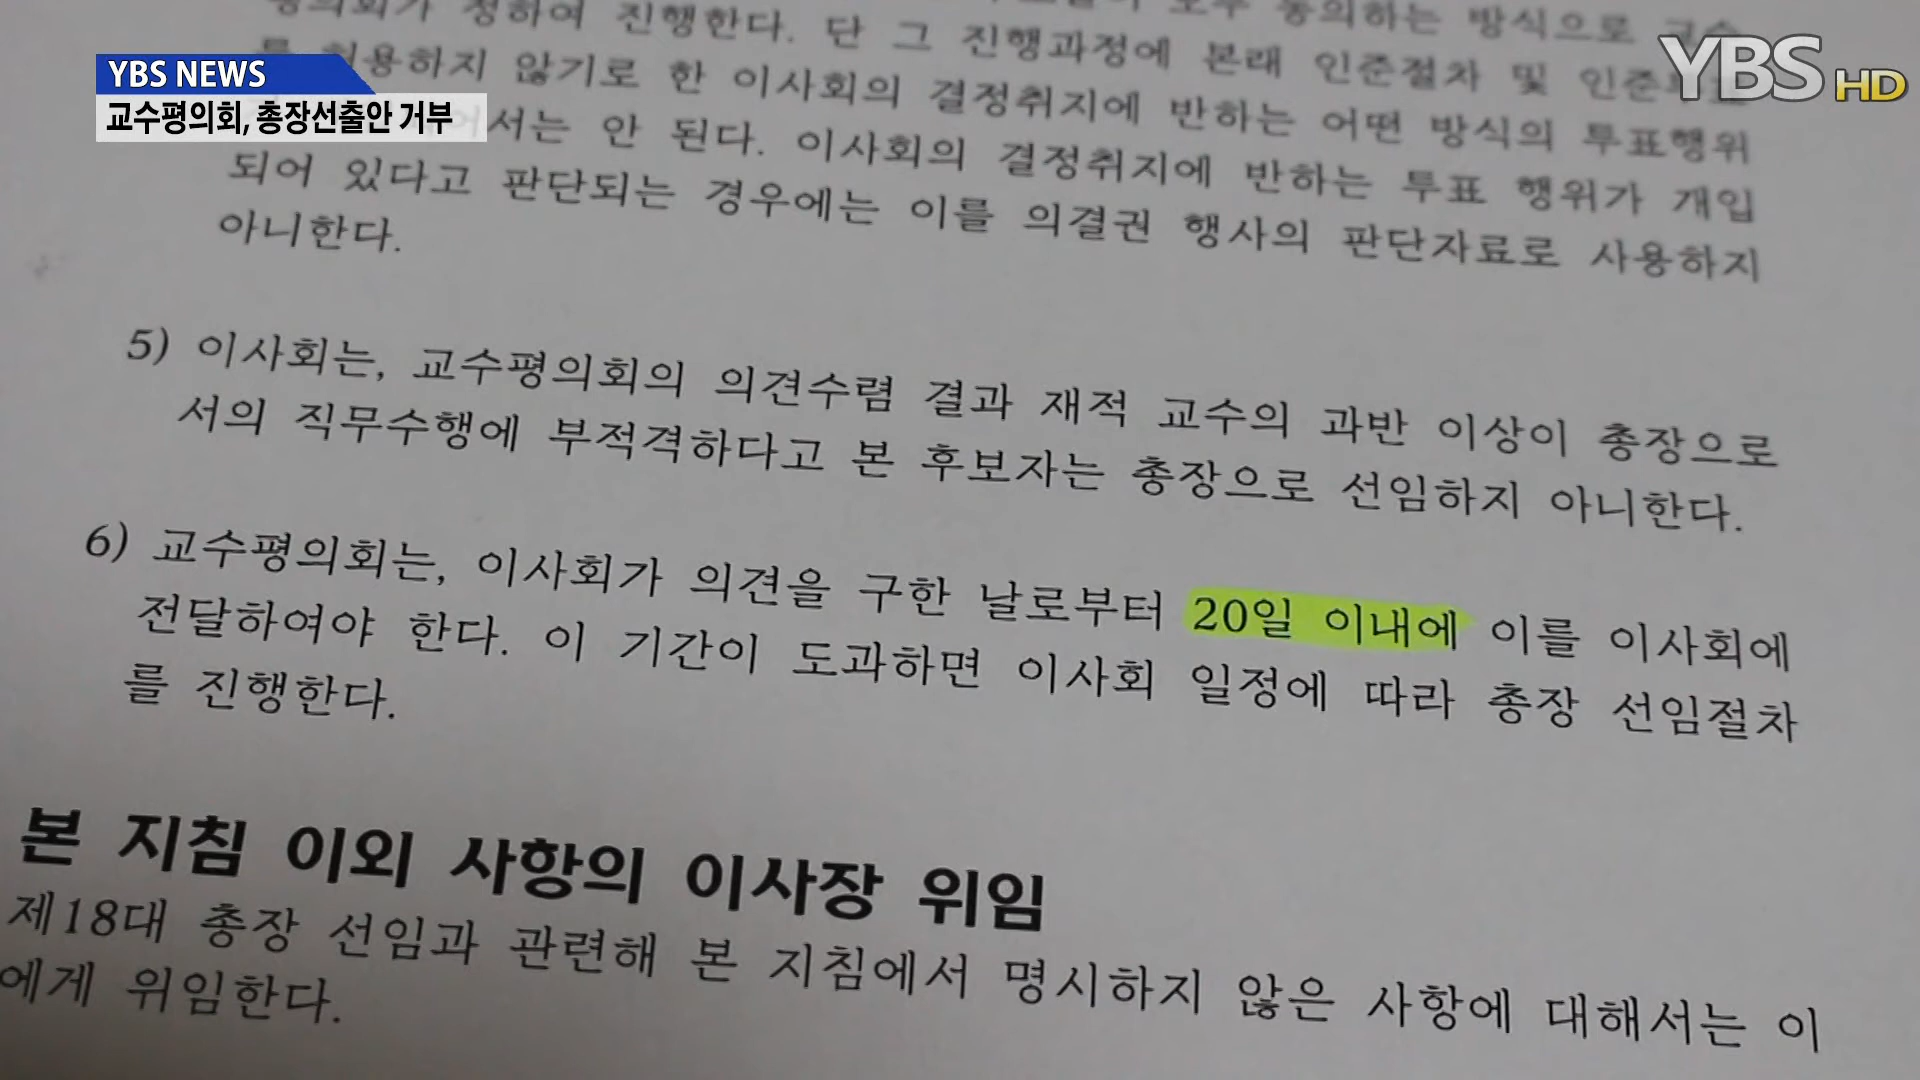 YBS NEWS
교수평의회, 총장선출안 거부
YBS HD
정하여 진행한다. 단 그 진행과정에 본래 인준절차 및
허용하지 않기로 한 이사회의 결정취지에 반하는 어떤 방식의 투표행위
서는 안 된다. 이사회의 결정취지에 반하는 투표 행위가 개입
되어 있다고 판단되는 경우에는 이를 의결권 행사의 판단자료로 사용하지
아니한다.
5) 이사회는, 교수평의회의 의견수렴 결과 재적 교수의 과반 이상이 총장으로
서의 직무수행에 부적격하다고 본 후보자는 총장으로 선임하지 아니한다.
6) 교수평의회는, 이사회가 의견을 구한 날로부터 20일 이내에 이를 이사회에
전달하여야 한다. 이 기간이 도과하면 이사회 일정에 따라 총장 선임절차
를 진행한다.
본 지침 이외 사항의 이사장 위임
제18대 총장 선임과 관련해 본 지침에서 명시하지 않은 사항에 대해서는 이
에게 위임한다.